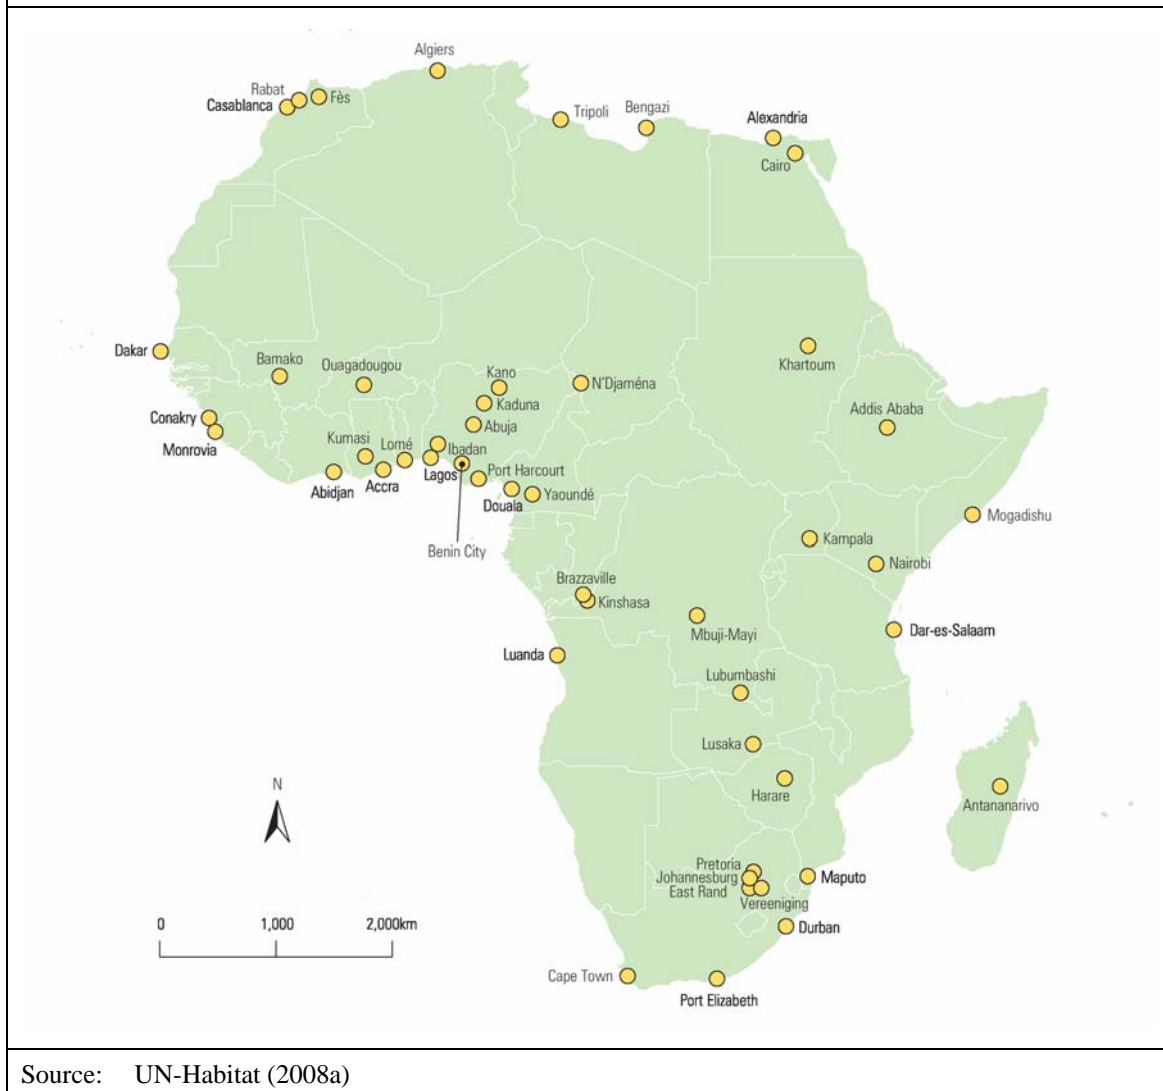 Algiers
Rabat
Casablanca
Fès
Tripoli
Bengazi
Alexandria
Cairo
Dakar
Bamako
Ouagadougou
Kano
N'Djaména
Khartoum
Kaduna
Addis Ababa
Conakry
Abuja
Monrovia
Kumasi
Lomé
Ibadan
Lagos
Port Harcourt
Abidjan
Accra
Douala
Yaoundé
Mogadishu
Benin City
Kampala
Nairobi
Brazzaville
Kinshasa
Mbuji-Mayi
Dar-es-Salaam
Luanda
Lubumbashi
Lusaka
N
Harare
Antananarivo
Pretoria
Johannesburg
East Rand
Maputo
Vereeniging
0 1,000 2,000km
Durban
Cape Town
Port Elizabeth
Source: UN-Habitat (2008a)